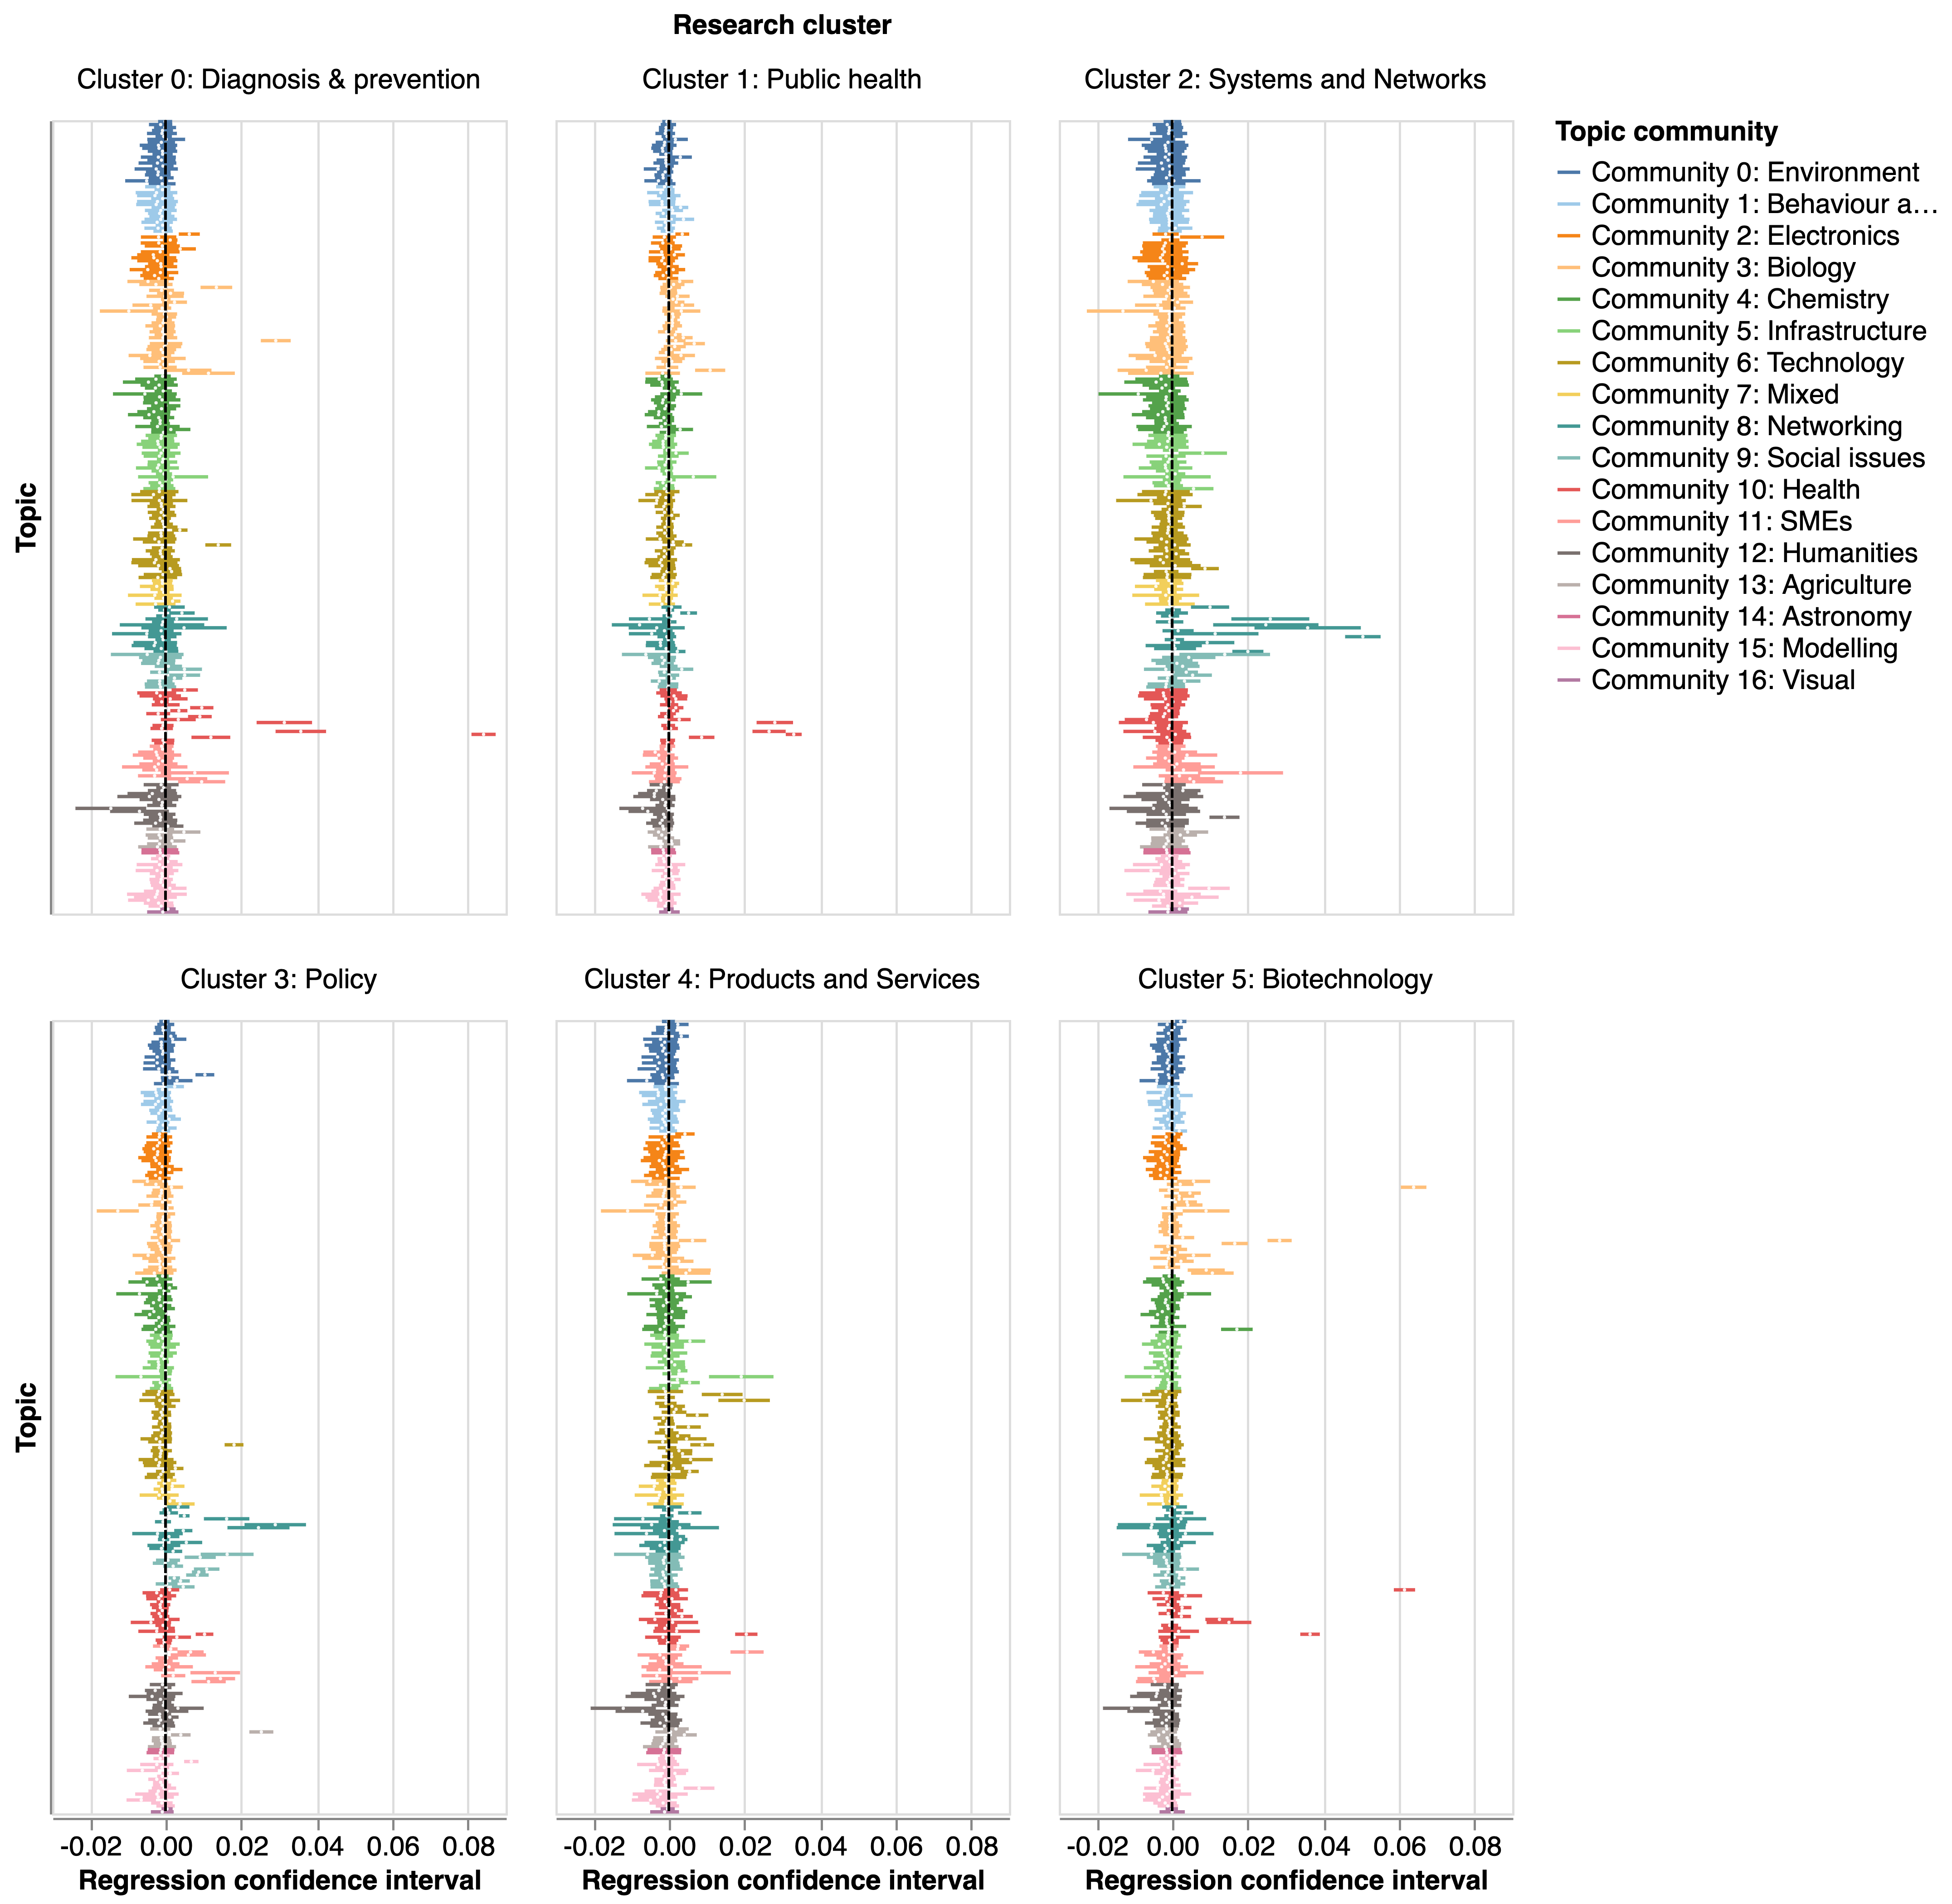 Research cluster
Cluster 0: Diagnosis & prevention
Cluster 1: Public health
Cluster 2: Systems and Networks
Topic
Topic community
Community 0: Environment
Community 1: Behaviour a…
Community 2: Electronics
Community 3: Biology
Community 4: Chemistry
Community 5: Infrastructure
Community 6: Technology
Community 7: Mixed
Community 8: Networking
Community 9: Social issues
Community 10: Health
Community 11: SMEs
Community 12: Humanities
Community 13: Agriculture
Community 14: Astronomy
Community 15: Modelling
Community 16: Visual
Cluster 3: Policy
Cluster 4: Products and Services
Cluster 5: Biotechnology
Topic
-0.02 0.00 0.02 0.04 0.06 0.08
-0.02 0.00 0.02 0.04 0.06 0.08
-0.02 0.00 0.02 0.04 0.06 0.08
Regression confidence interval
Regression confidence interval
Regression confidence interval